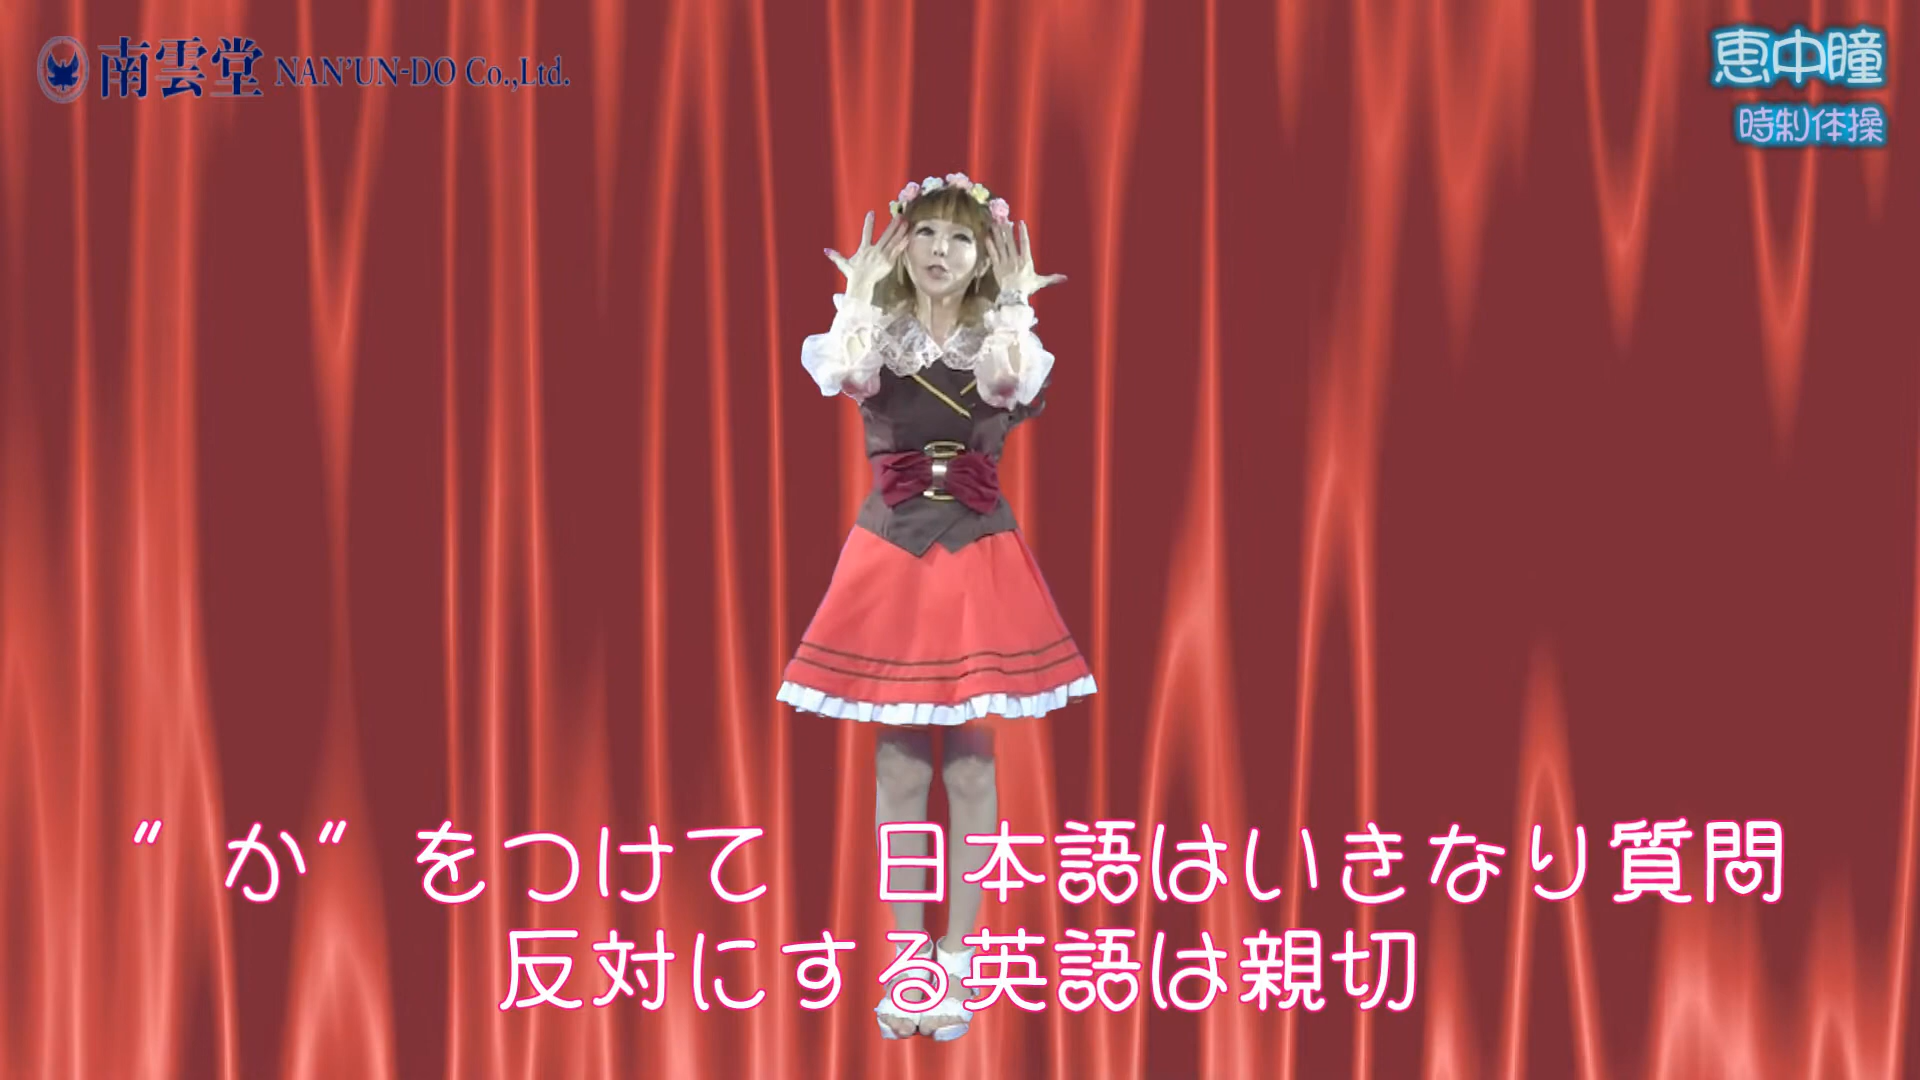 南雲堂 NAN'UN-DO Co.,Ltd.
恵中瞳
時制体操
“か“をつけて 日本語はいきなり質問
反対にする英語は親切